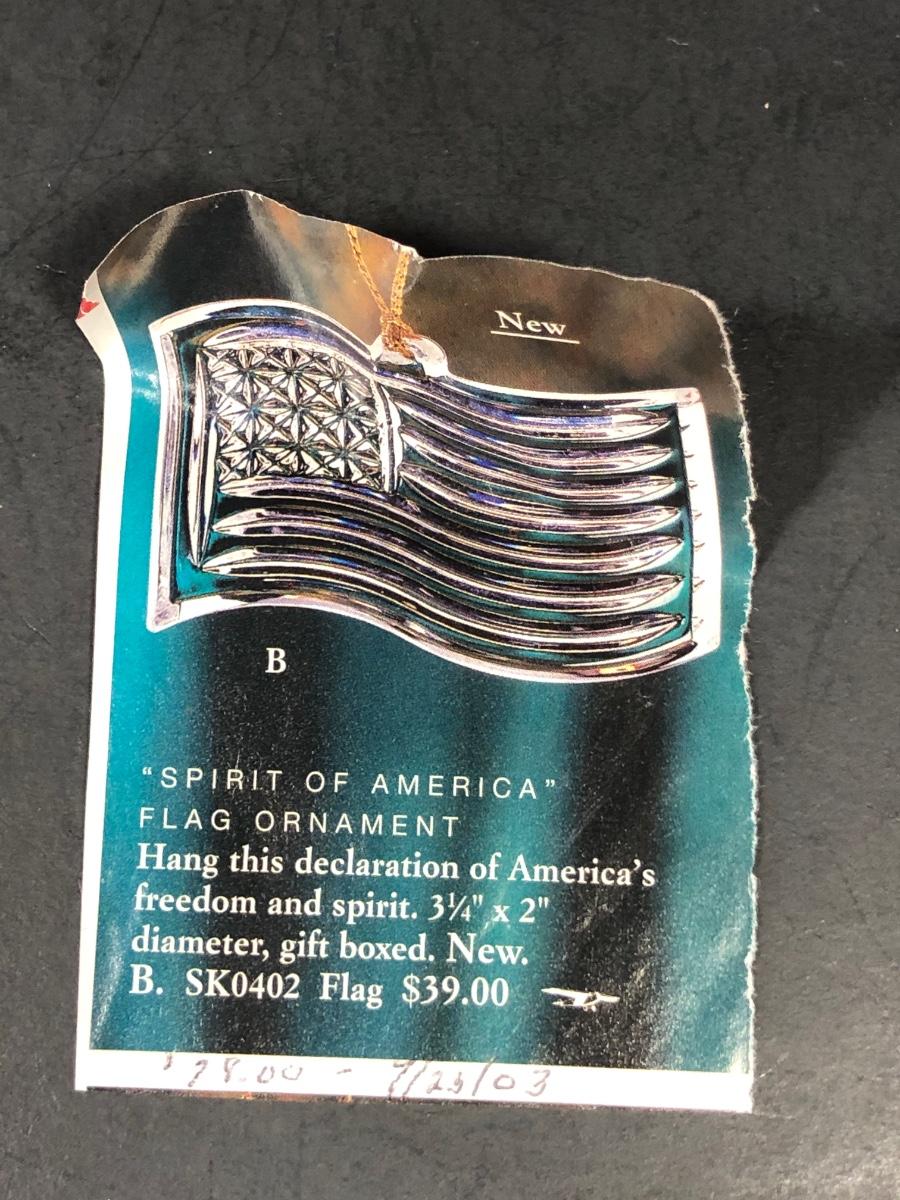 New
B
“SPIRIT OF AMERICA”
FLAG ORNAMENT
Hang this declaration of America’s
freedom and spirit. 3¼" x 2"
diameter, gift boxed. New.
B. SK0402 Flag $39.00